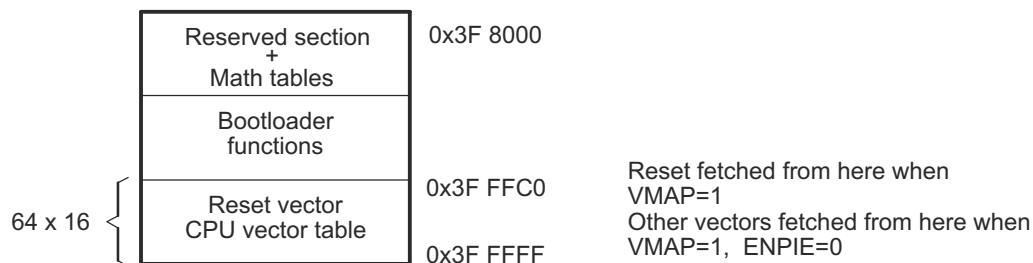 Reserved section
+
Math tables
0x3F 8000
Bootloader
functions
64 x 16
Reset vector
CPU vector table
0x3F FFC0
0x3F FFFF
Reset fetched from here when
VMAP=1
Other vectors fetched from here when
VMAP=1, ENPIE=0